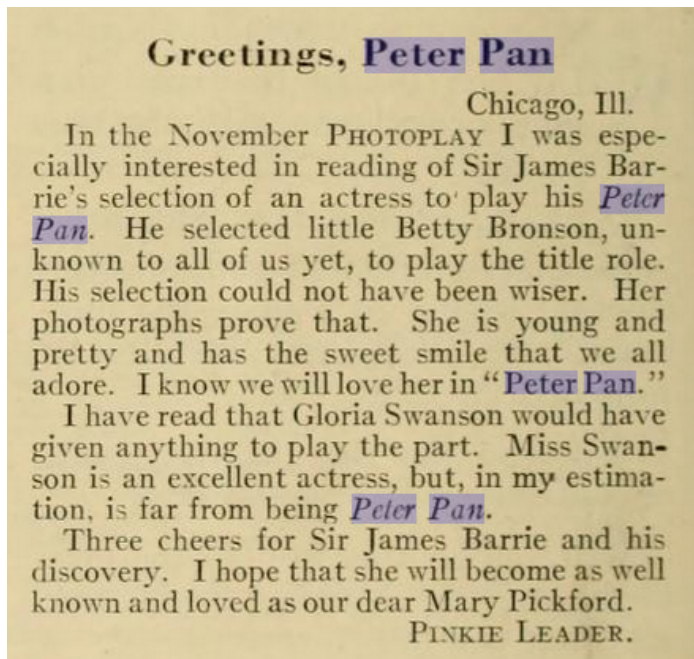 Greetings, Peter Pan
Chicago, Ill.
In the November PHOTOPLAY I was espe-
cially interested in reading of Sir James Bar-
rie's selection of an actress to play his Peter
Pan. He selected little Betty Bronson, un-
known to all of us yet, to play the title role.
His selection could not have been wiser. Her
photographs prove that. She is young and
pretty and has the sweet smile that we all
adore. I know we will love her in "Peter Pan."
I have read that Gloria Swanson would have
given anything to play the part. Miss Swan-
son is an excellent actress, but, in my estima-
tion, is far from being Peter Pan.
Three cheers for Sir James Barrie and his
discovery. I hope that she will become as well
known and loved as our dear Mary Pickford.
PINKIE LEADER.